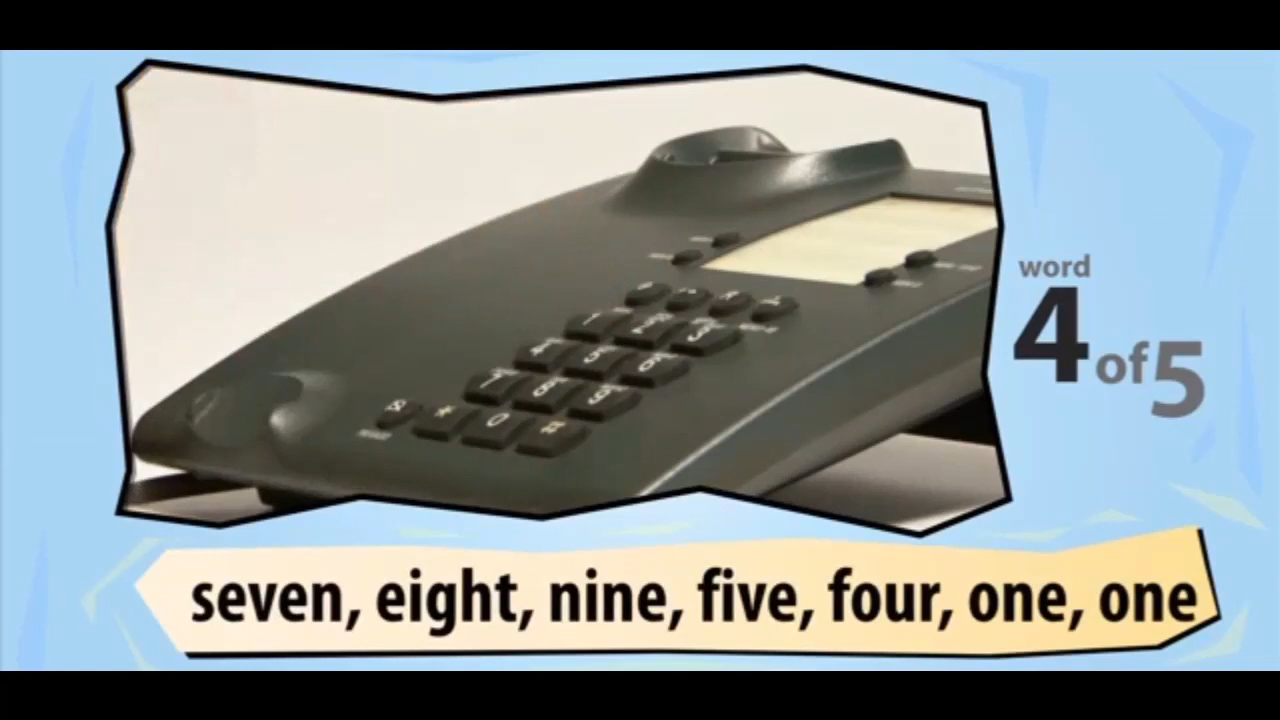 word
4 of 5
seven, eight, nine, five, four, one, one